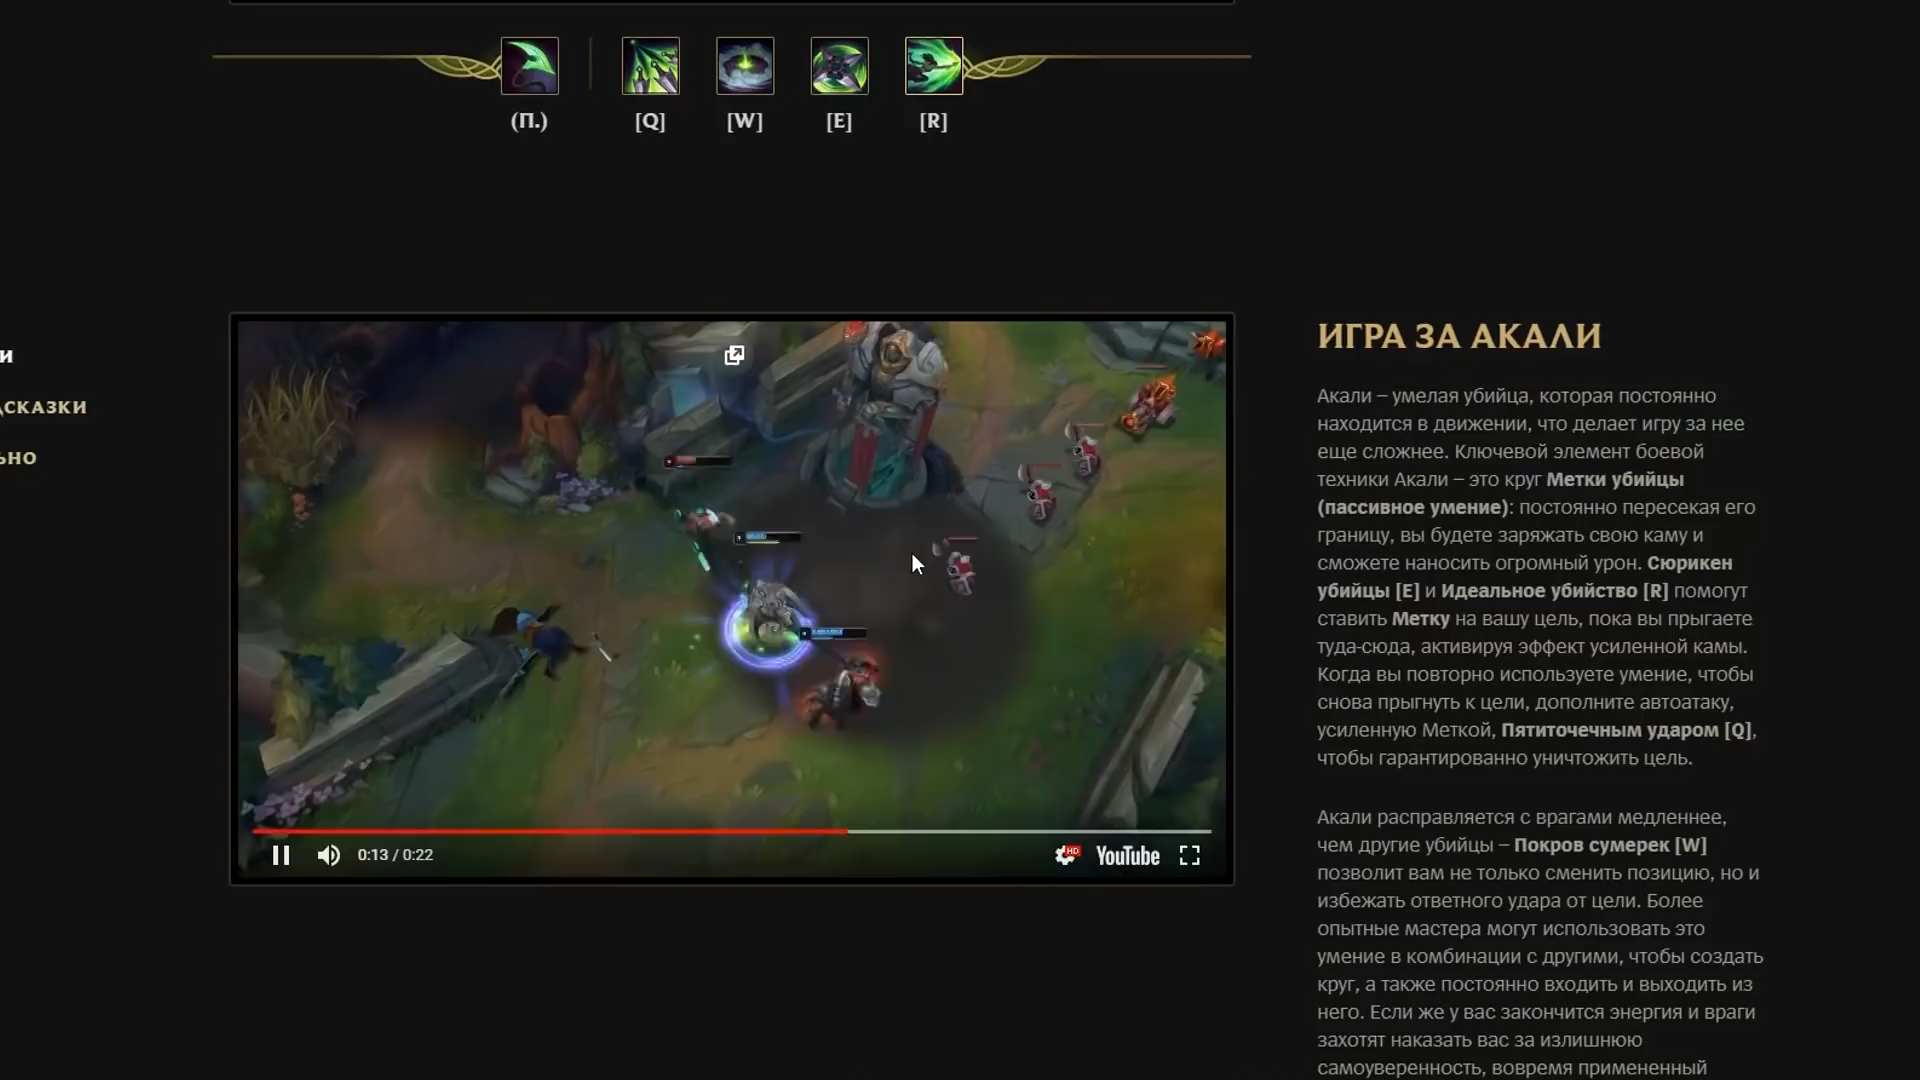 (П.)
[Q]
[W]
[E]
[R]
И
ДСКАЗКИ
ЬНО
0:13 / 0:22
HD
YouTube
ИГРА ЗА АКАЛИ
Акали – умелая убийца, которая постоянно
находится в движении, что делает игру за нее
еще сложнее. Ключевой элемент боевой
техники Акали – это круг Метки убийцы
(пассивное умение): постоянно пересекая его
границу, вы будете заряжать свою каму и
сможете наносить огромный урон. Сюрикен
убийцы [E] и Идеальное убийство [R] помогут
ставить Метку на вашу цель, пока вы прыгаете
туда-сюда, активируя эффект усиленной камы.
Когда вы повторно используете умение, чтобы
снова прыгнуть к цели, дополните автоатаку,
усиленную Меткой, Пятиточечным ударом [Q],
чтобы гарантированно уничтожить цель.
Акали расправляется с врагами медленнее,
чем другие убийцы – Покров сумерек [W]
позволит вам не только сменить позицию, но и
избежать ответного удара от цели. Более
опытные мастера могут использовать это
умение в комбинации с другими, чтобы создать
круг, а также постоянно входить и выходить из
него. Если же у вас закончится энергия и враги
захотят наказать вас за излишнюю
самоуверенность, вовремя примененный